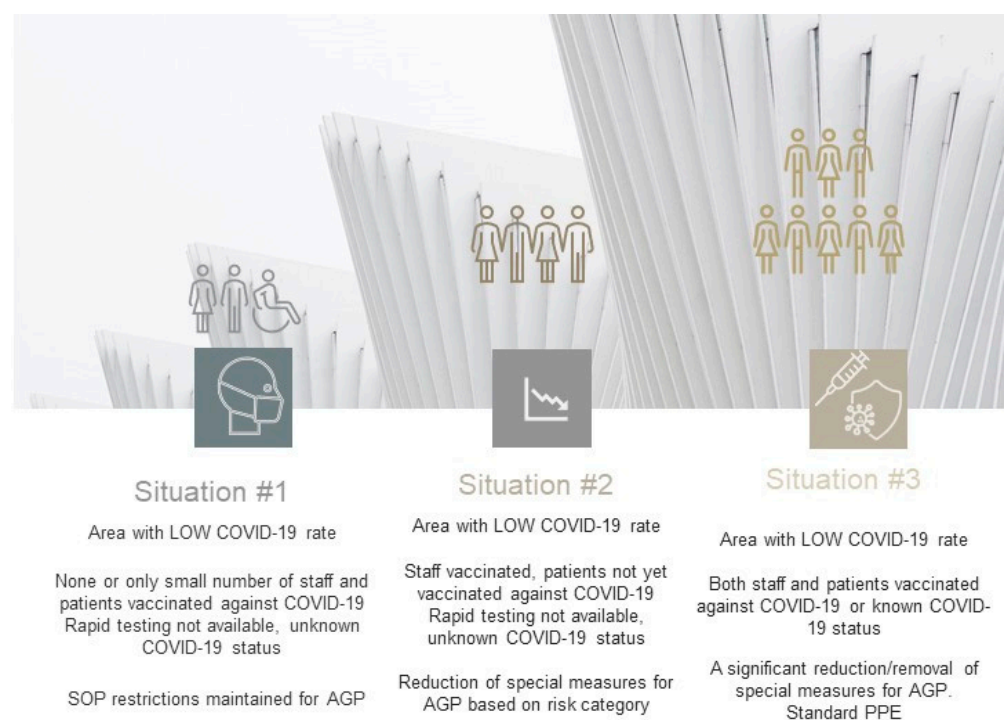 Situation #1
Area with LOW COVID-19 rate
None or only small number of staff and
patients vaccinated against COVID-19
Rapid testing not available, unknown
COVID-19 status
SOP restrictions maintained for AGP
Situation #2
Area with LOW COVID-19 rate
Staff vaccinated, patients not yet
vaccinated against COVID-19
Rapid testing not available,
unknown COVID-19 status
Reduction of special measures for
AGP based on risk category
Situation #3
Area with LOW COVID-19 rate
Both staff and patients vaccinated
against COVID-19 or known COVID-
19 status
A significant reduction/removal of
special measures for AGP.
Standard PPE